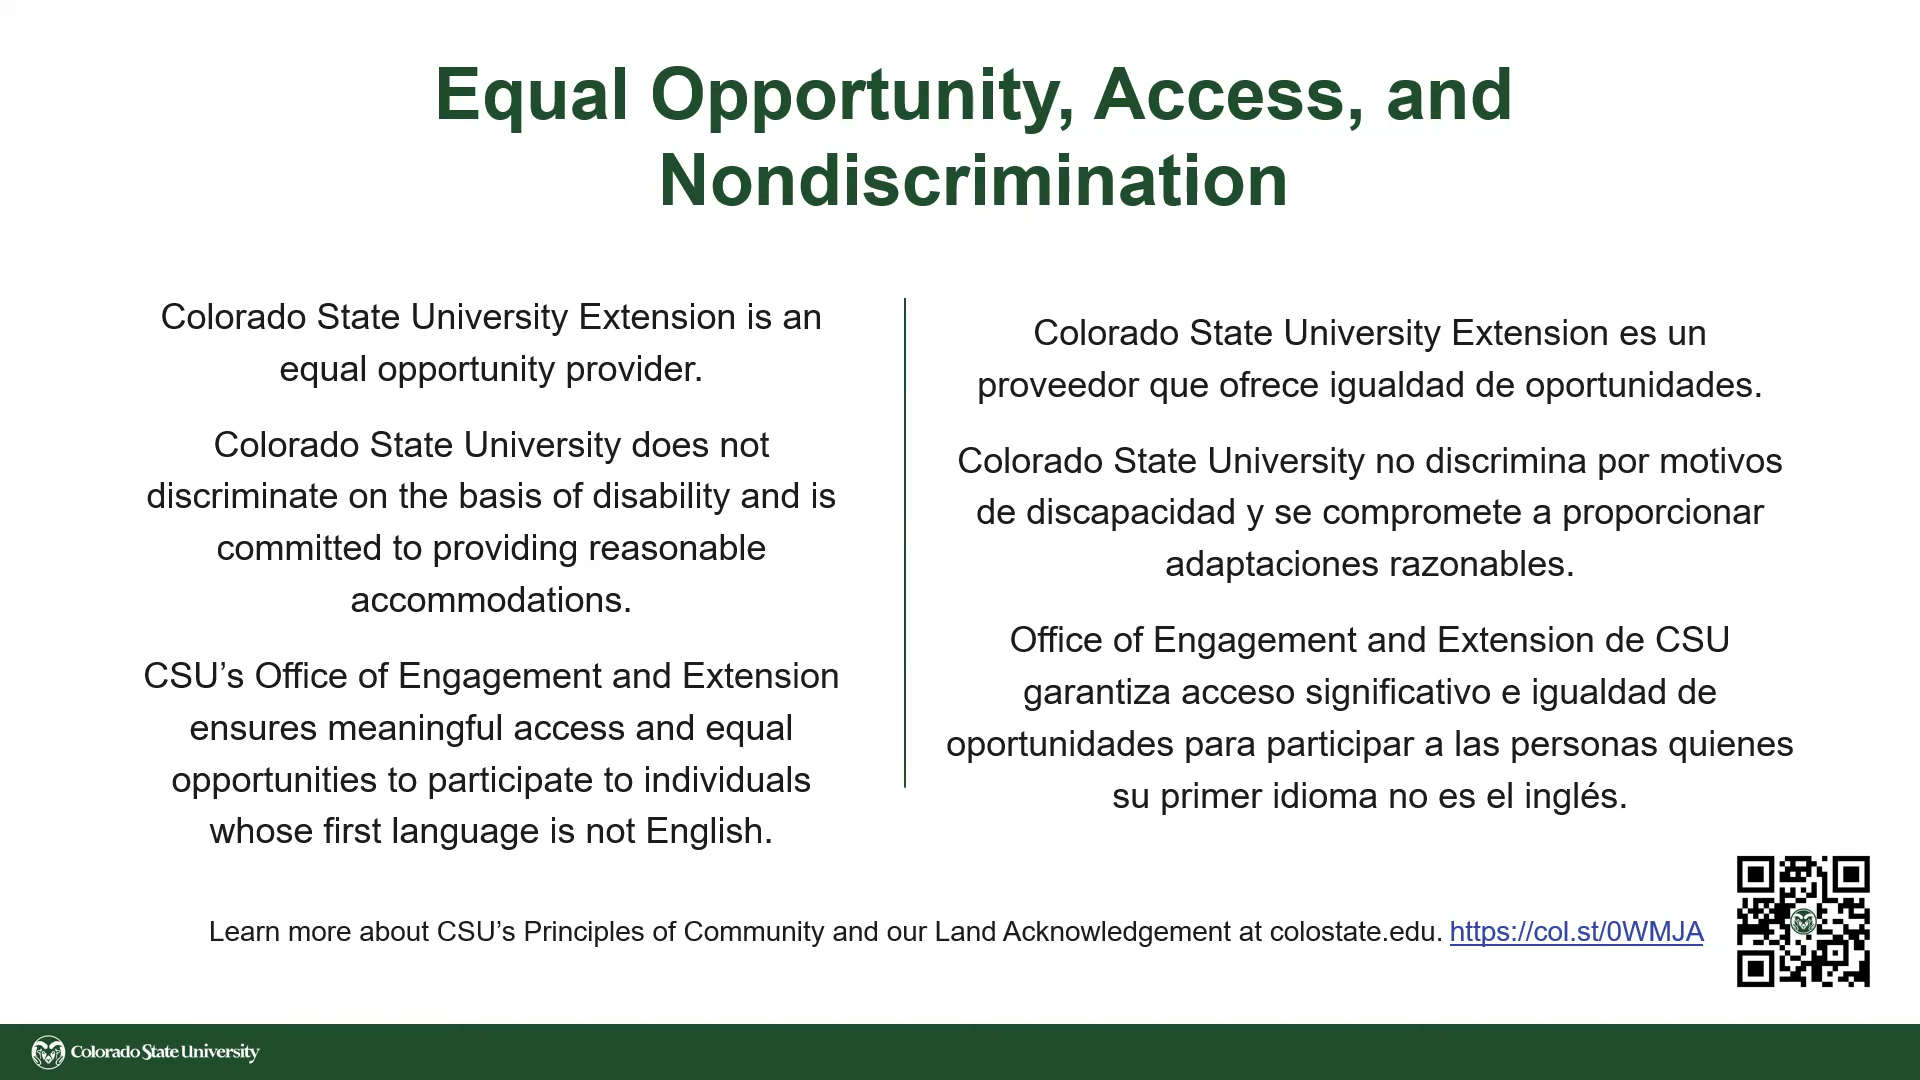 Equal Opportunity, Access, and
Nondiscrimination
Colorado State University Extension is an
equal opportunity provider.
Colorado State University does not
discriminate on the basis of disability and is
committed to providing reasonable
accommodations.
CSU’s Office of Engagement and Extension
ensures meaningful access and equal
opportunities to participate to individuals
whose first language is not English.
Colorado State University Extension es un
proveedor que ofrece igualdad de oportunidades.
Colorado State University no discrimina por motivos
de discapacidad y se compromete a proporcionar
adaptaciones razonables.
Office of Engagement and Extension de CSU
garantiza acceso significativo e igualdad de
oportunidades para participar a las personas quienes
su primer idioma no es el inglés.
Learn more about CSU’s Principles of Community and our Land Acknowledgement at colostate.edu. https://col.st/0WMJA
Colorado State University